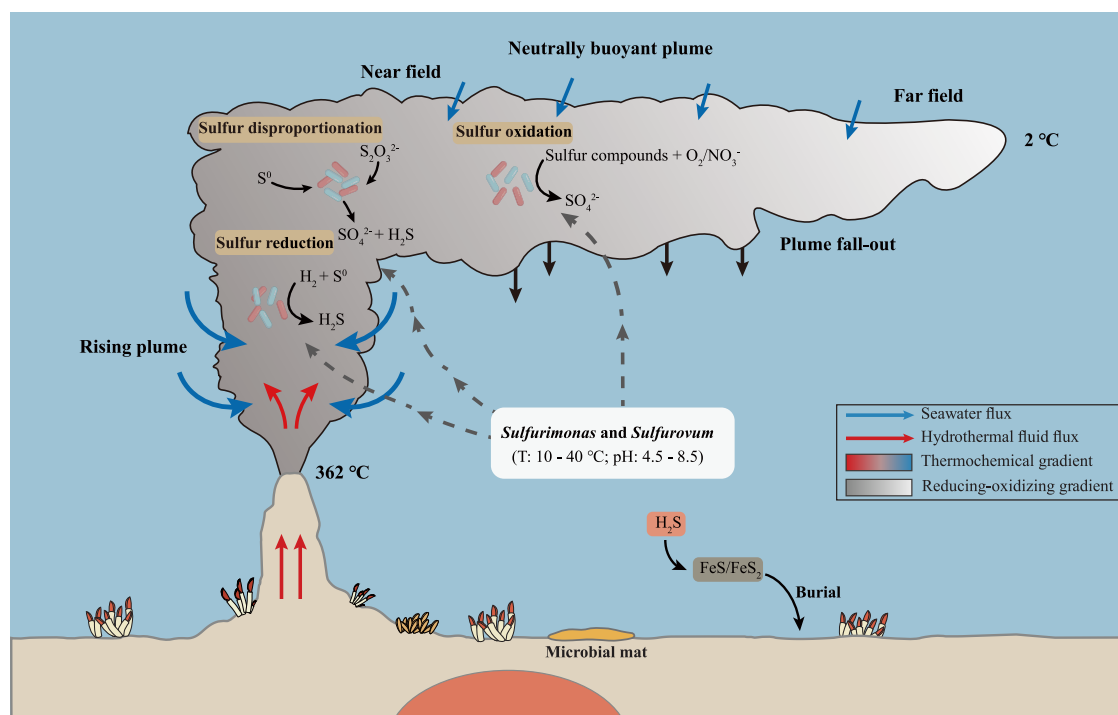 Neutrally buoyant plume
Near field
Far field
Sulfur disproportionation
Sulfur oxidation
2 ℃
S₂O₃²⁻
Sulfur compounds + O₂/NO₃⁻
S⁰
SO₄²⁻
SO₄²⁻ + H₂S
Sulfur reduction
Plume fall-out
H₂ + S⁰
H₂S
Rising plume
Sulfurimonas and Sulfurovum
(T: 10 - 40 ℃; pH: 4.5 - 8.5)
362 ℃
Seawater flux
Hydrothermal fluid flux
Thermochemical gradient
Reducing-oxidizing gradient
H₂S
FeS/FeS₂
Burial
Microbial mat